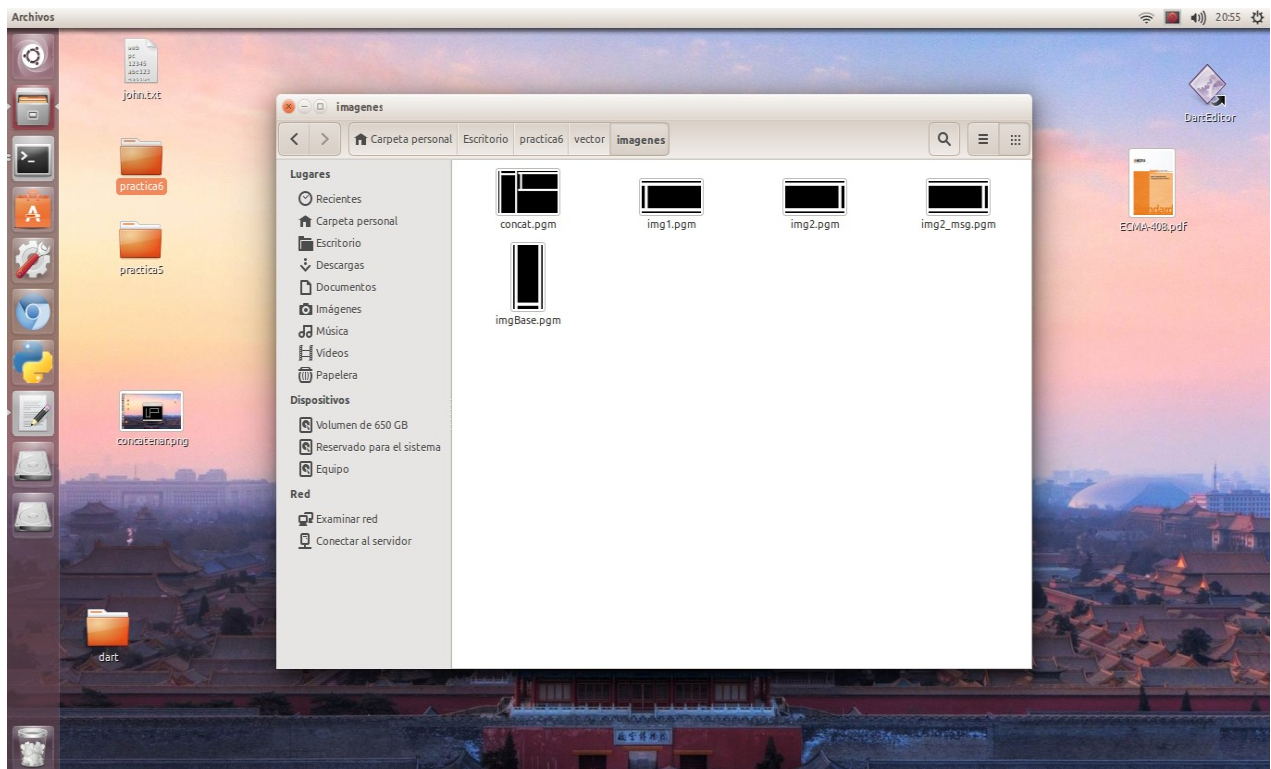 Archivos
20:55
john.txt
practica6
practica5
concatenar.png
dart
imagenes
Carpeta personal Escritorio practica6 vector imagenes
Lugares
Recientes
Carpeta personal
Escritorio
Descargas
Documentos
Imágenes
Música
Vídeos
Papelera
Dispositivos
Volumen de 650 GB
Reservado para el sistema
Equipo
Red
Examinar red
Conectar al servidor
concat.pgm
img1.pgm
img2.pgm
img2_msg.pgm
imgBase.pgm
DartEditor
ECMA-408.pdf